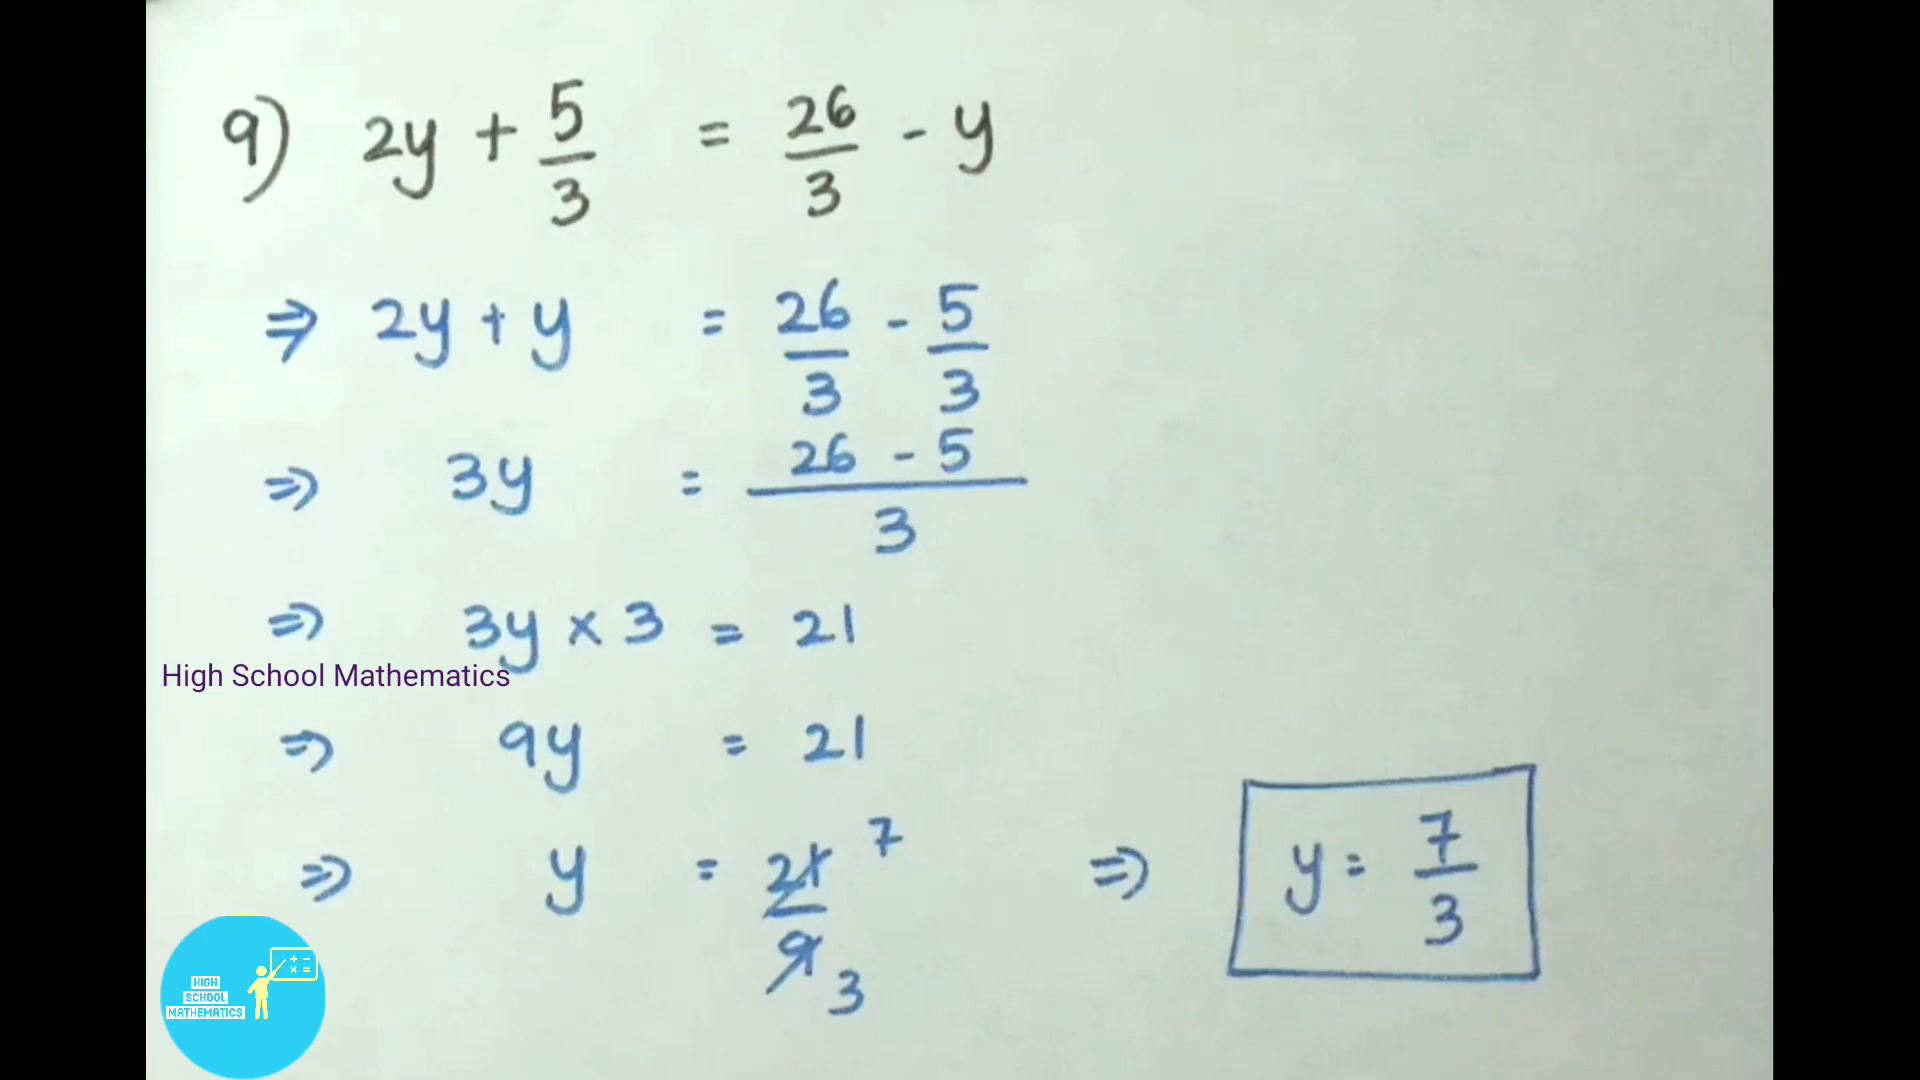 9) 2y + 5/3 = 26/3 - y
⇒ 2y + y = 26/3 - 5/3
⇒ 3y = 26 - 5 / 3
⇒ 3y × 3 = 21
High School Mathematics
⇒ 9y = 21
⇒ y = 21/9 7/3 ⇒ y = 7/3
HIGH
SCHOOL
MATHEMATICS